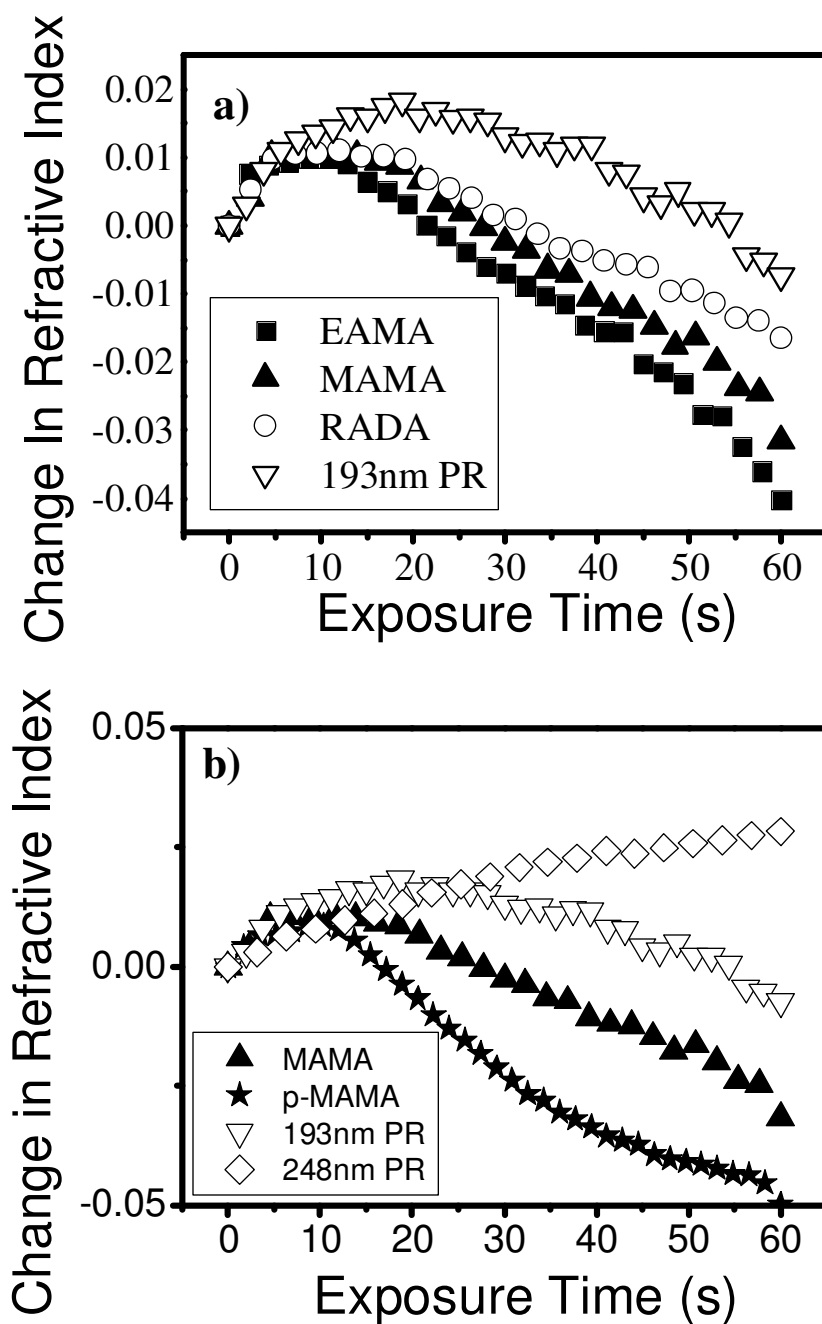 Change In Refractive Index
a)
0.02
0.01
0.00
-0.01
-0.02
-0.03
-0.04
EAMA
MAMA
RADA
193nm PR
0 10 20 30 40 50 60
Exposure Time (s)
Change in Refractive Index
b)
0.05
0.00
-0.05
MAMA
p-MAMA
193nm PR
248nm PR
0 10 20 30 40 50 60
Exposure Time (s)